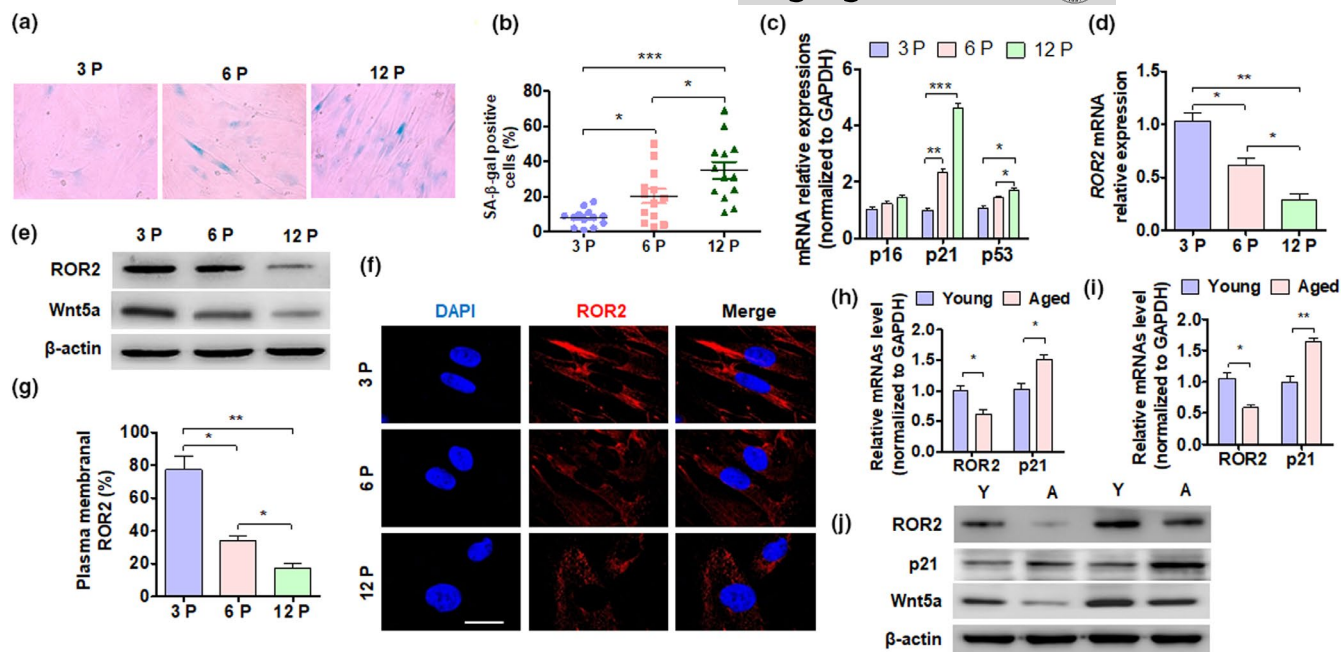 (a)
3 P 6 P 12 P
(b)
SA-β-gal positive
cells (%)
80
60
40
20
0
***
*
*
3 P 6 P 12 P
(c)
3 P 6 P 12 P
mRNA relative expressions
(normalized to GAPDH)
6
4
2
0
***
**
*
*
p16 p21 p53
(d)
ROR2 mRNA
relative expression
1.5
1.0
0.5
0.0
**
*
*
3 P 6 P 12 P
(e)
3 P 6 P 12 P
ROR2
Wnt5a
β-actin
(f)
DAPI ROR2 Merge
3 P
6 P
12 P
(g)
Plasma membranal
ROR2 (%)
100
80
60
40
20
0
**
*
*
3 P 6 P 12 P
(h)
Young Aged
Relative mRNAs level
(normalized to GAPDH)
2.0
1.5
1.0
0.5
0.0
*
*
ROR2 p21
(i)
Young Aged
Relative mRNAs level
(normalized to GAPDH)
2.0
1.5
1.0
0.5
0.0
*
**
ROR2 p21
(j)
Y A Y A
ROR2
p21
Wnt5a
β-actin